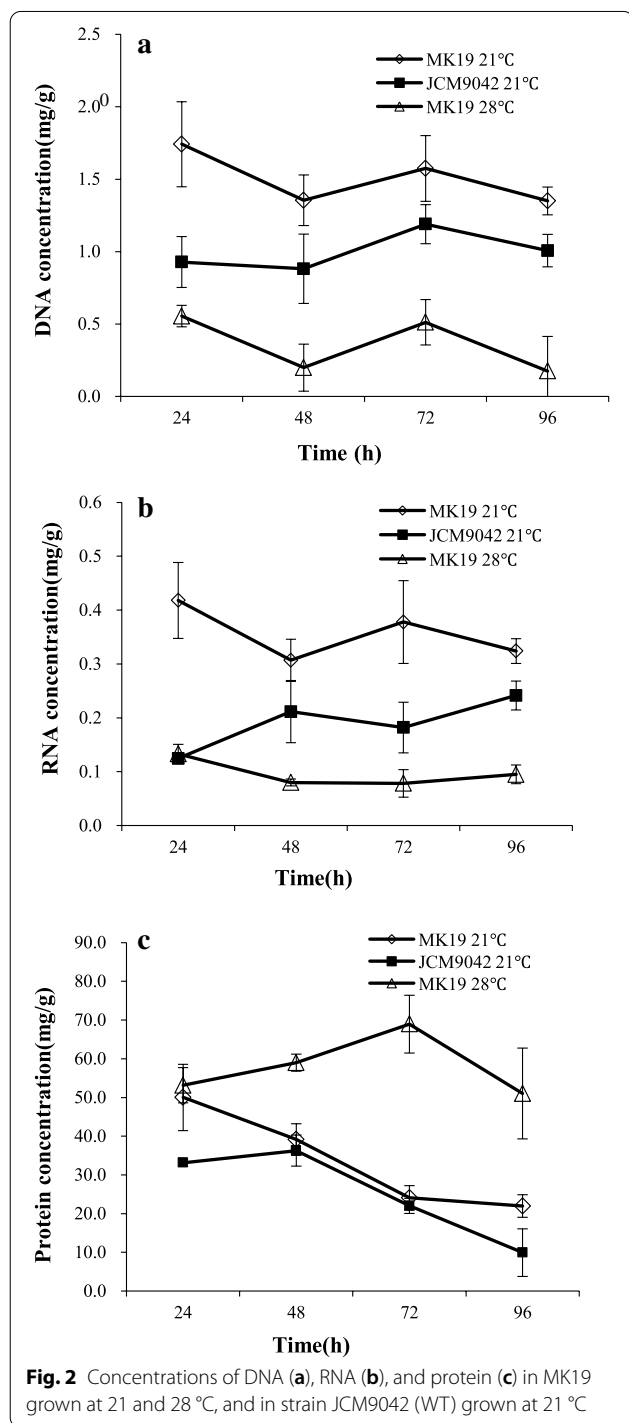 a
MK19 21℃
JCM9042 21℃
MK19 28℃
DNA concentration(mg/g)
2.5
2.0
1.5
1.0
0.5
0.0
24 48 72 96
Time (h)
b
MK19 21℃
JCM9042 21℃
MK19 28℃
RNA concentration(mg/g)
0.6
0.5
0.4
0.3
0.2
0.1
0.0
24 48 72 96
Time(h)
c
MK19 21℃
JCM9042 21℃
MK19 28℃
Protein concentration(mg/g)
90.0
80.0
70.0
60.0
50.0
40.0
30.0
20.0
10.0
0.0
24 48 72 96
Time(h)
Fig. 2 Concentrations of DNA (a), RNA (b), and protein (c) in MK19
grown at 21 and 28 °C, and in strain JCM9042 (WT) grown at 21 °C